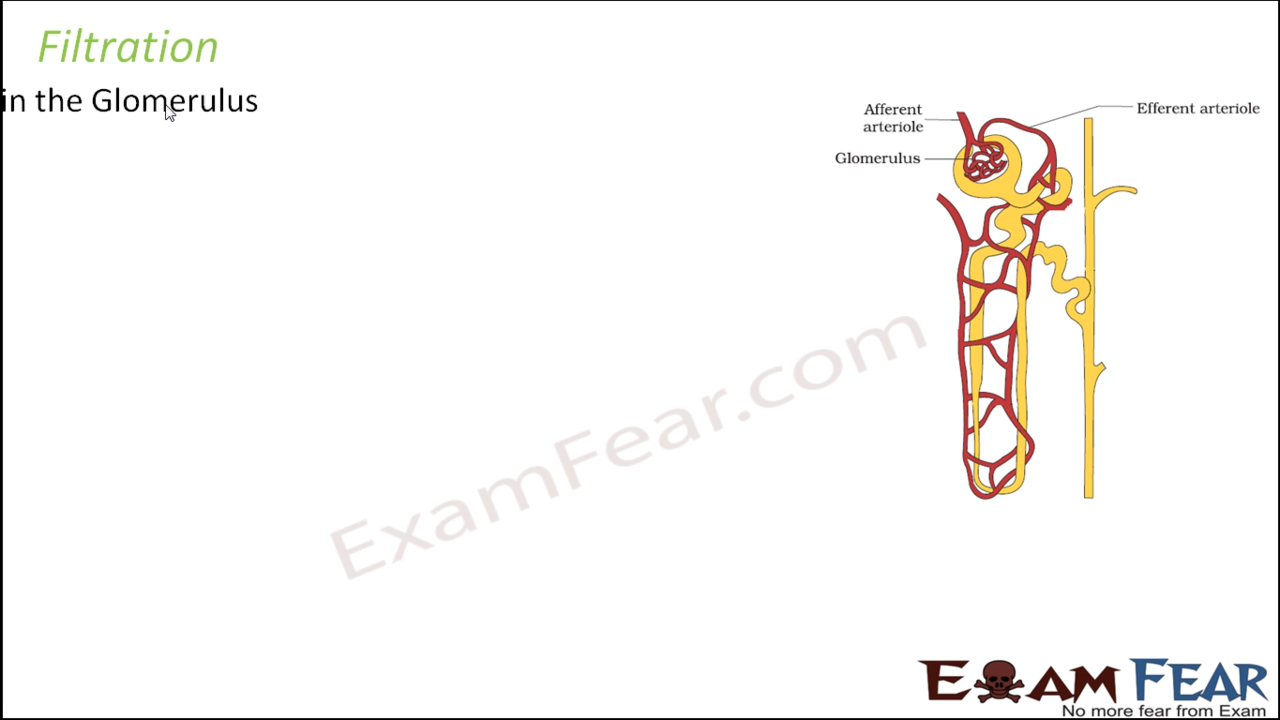 Filtration
in the Glomerulus
Afferent
arteriole
Efferent arteriole
Glomerulus
ExamFear.com
EXAM FEAR
No more fear from Exam